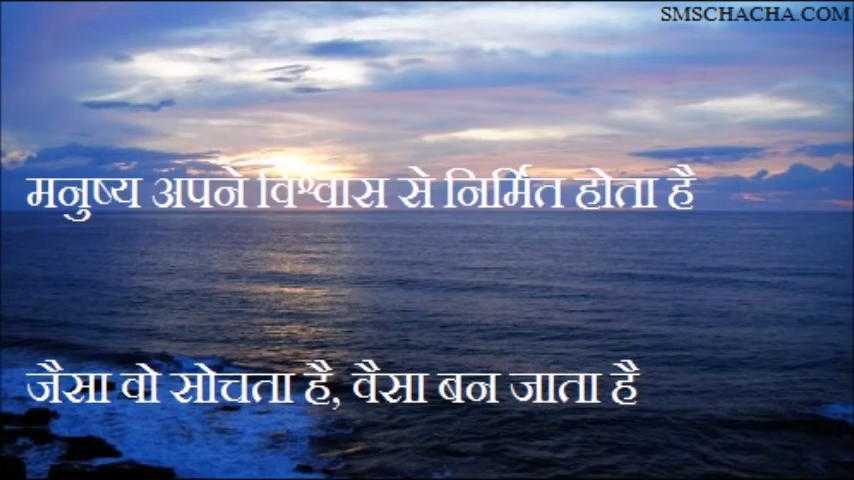 SMSCHACHA.COM
मनुष्य अपने विश्वास से निर्मित होता है
जैसा वो सोचता है, वैसा बन जाता है